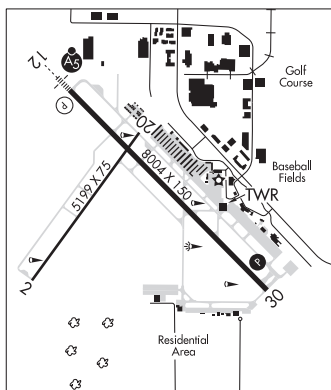 A5
12
P
Golf
Course
20
8004 X 150
5199 X 75
Baseball
Fields
TWR
P
2
30
Residential
Area